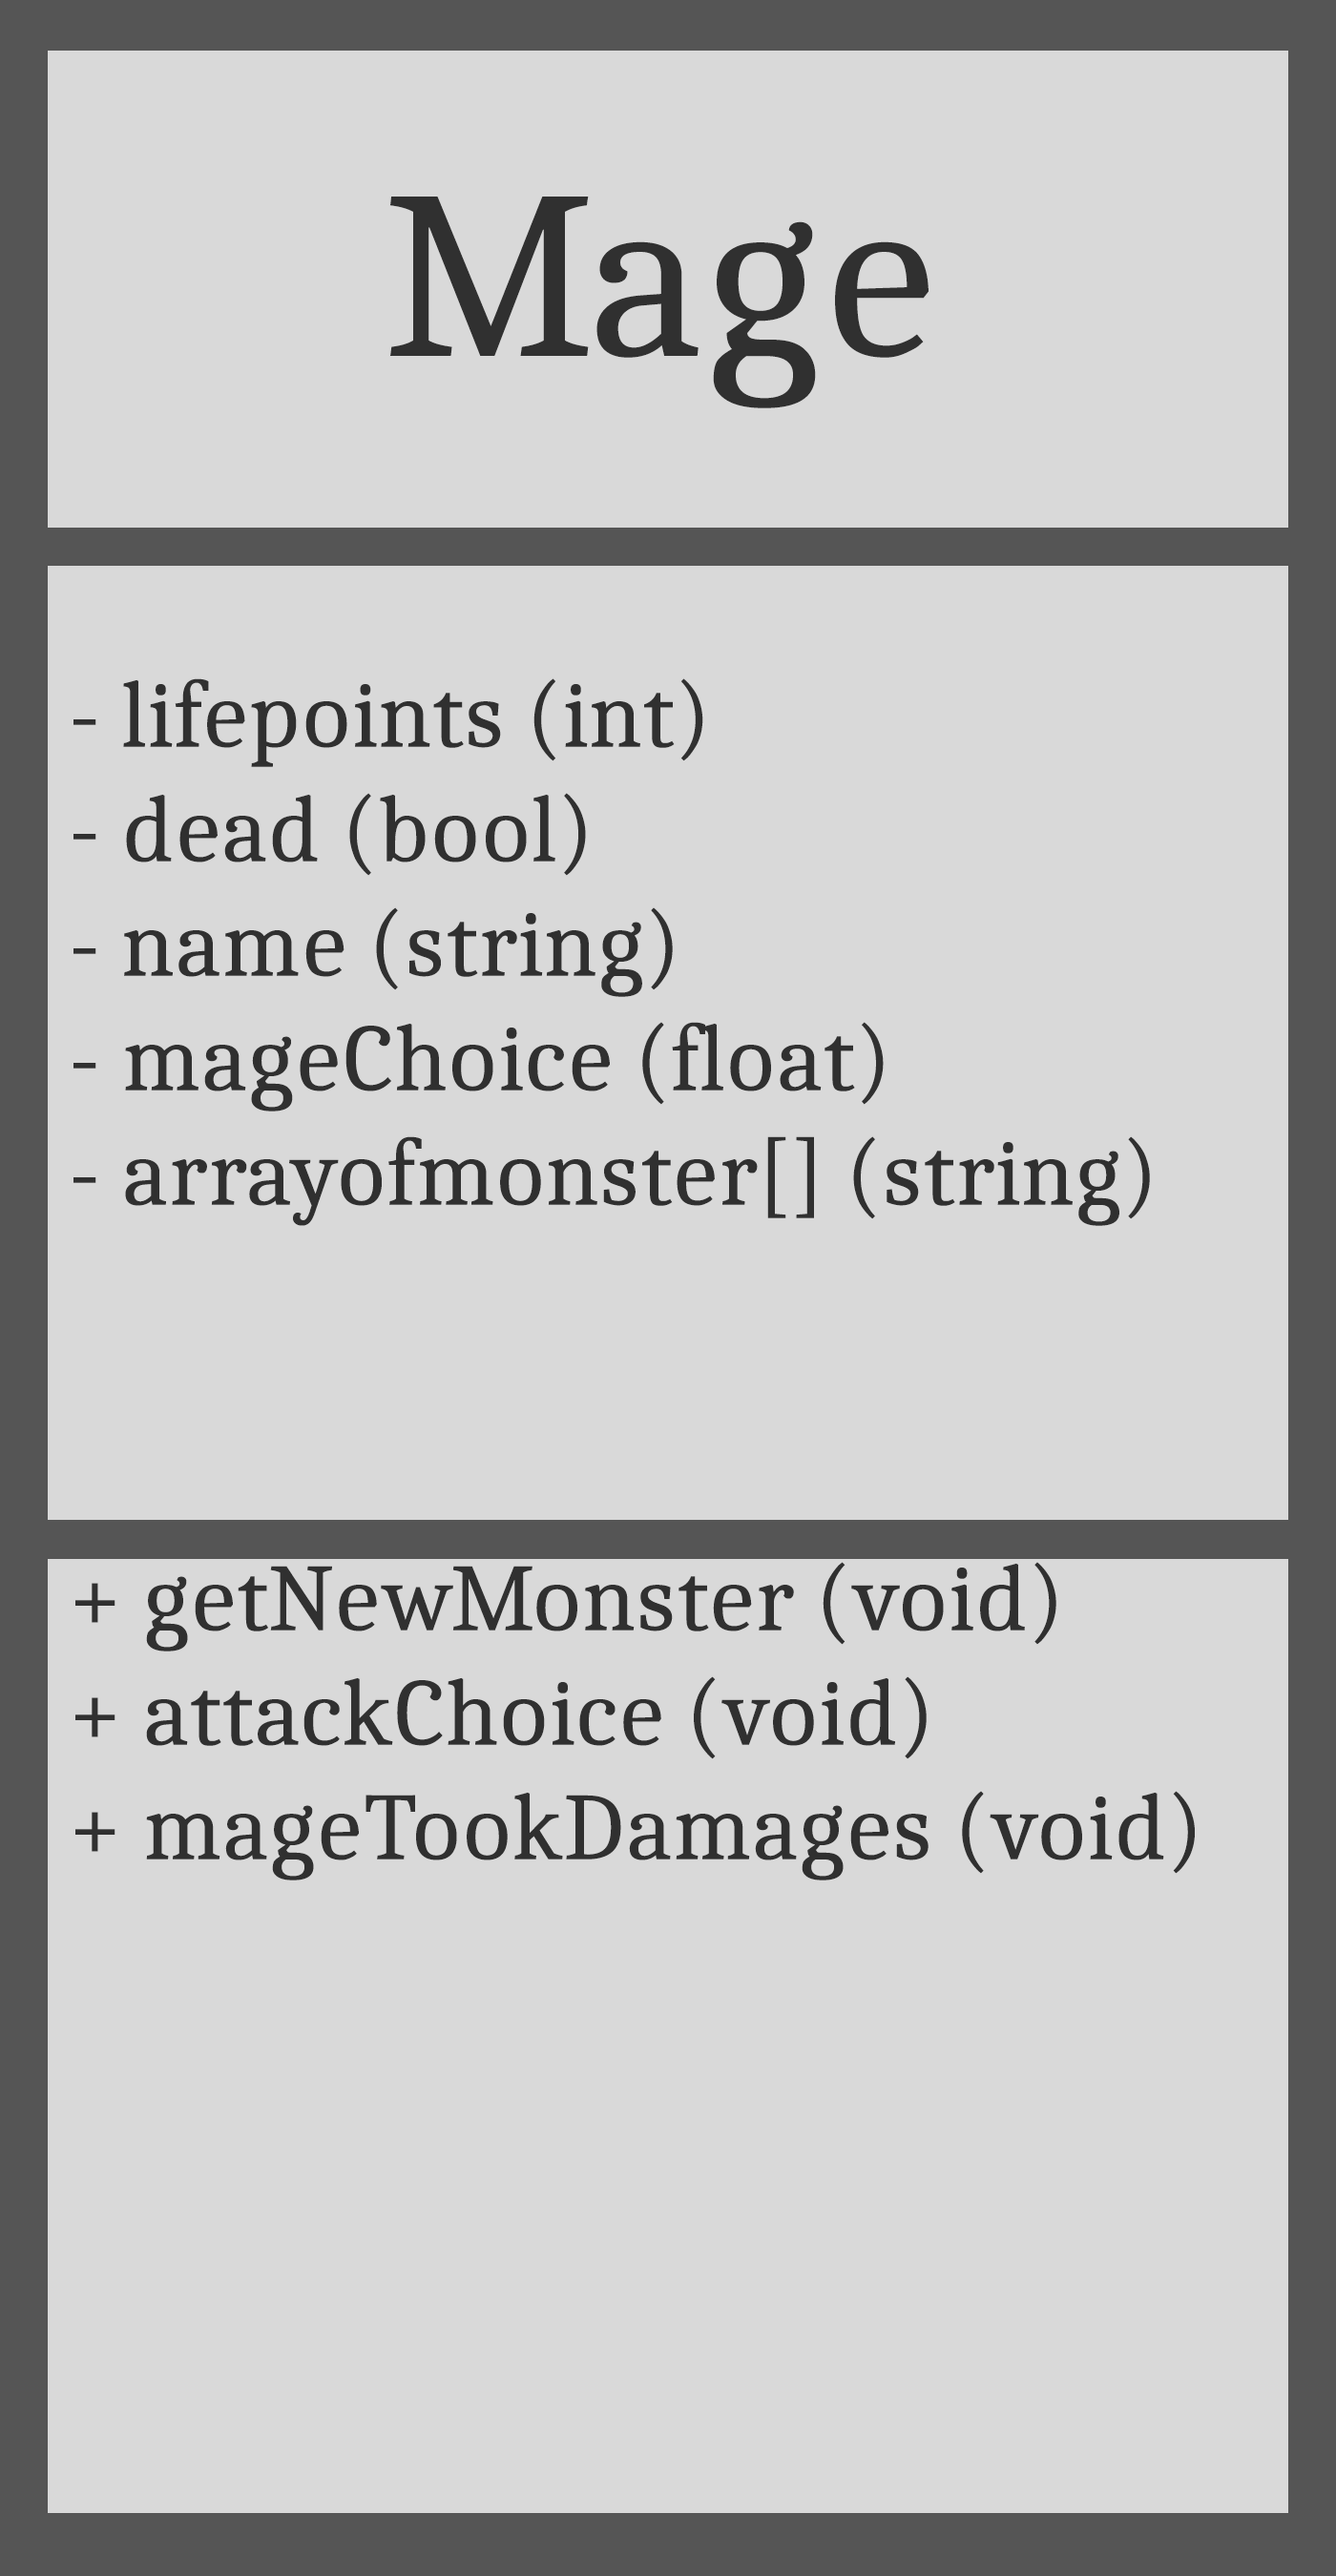 Mage
- lifepoints (int)
- dead (bool)
- name (string)
- mageChoice (float)
- arrayofmonster[] (string)
+ getNewMonster (void)
+ attackChoice (void)
+ mageTookDamages (void)